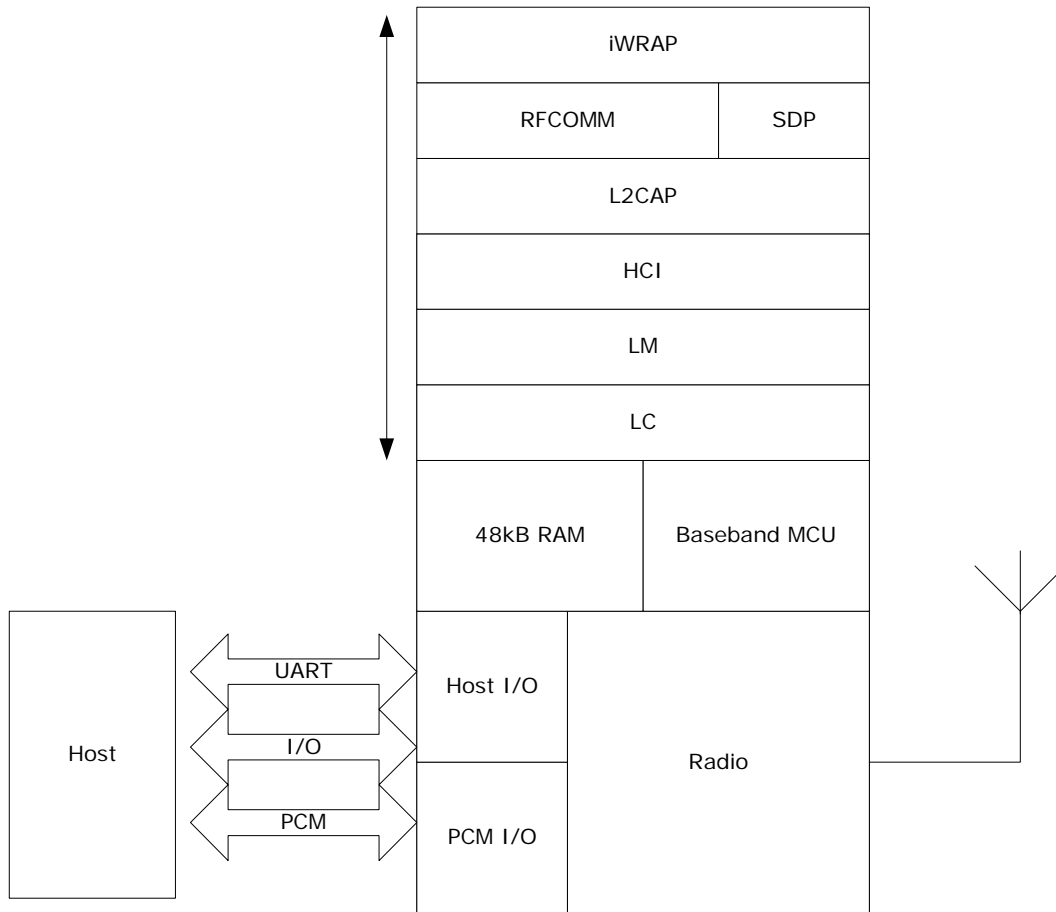 iWRAP
RFCOMM
SDP
L2CAP
HCI
LM
LC
48kB RAM
Baseband MCU
UART
Host I/O
Host
I/O
Radio
PCM
PCM I/O